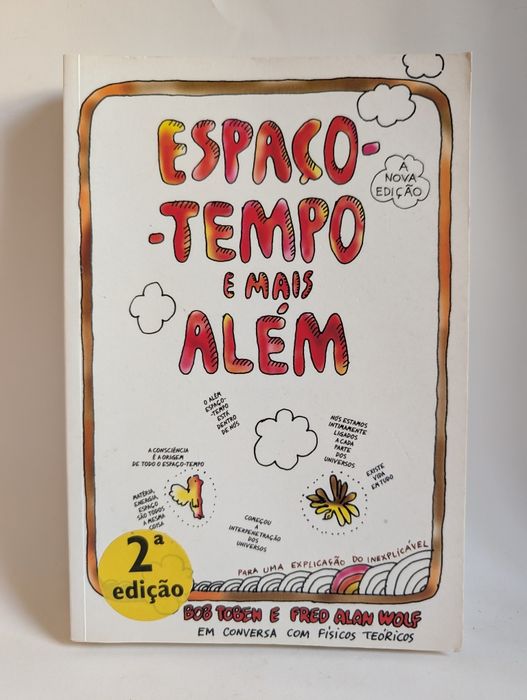 ESPAÇO-
-TEMPO
E MAIS
ALÉM
A
NOVA
EDIÇÃO
O ALÉM
ESPAÇO-
-TEMPO
ESTÁ
DENTRO
DE NÓS
NÓS ESTAMOS
INTIMAMENTE
LIGADOS
A CADA
PARTE
DOS
UNIVERSOS
A CONSCIÊNCIA
É A ORIGEM
DE TODO O ESPAÇO-TEMPO
EXISTE
VIDA
EM TUDO
MATÉRIA,
ENERGIA
ESPAÇO
SÃO TODOS
A MESMA
COISA
COMEÇOU
A
INTERPENETRAÇÃO
DOS
UNIVERSOS
2ª
edição
PARA UMA EXPLICAÇÃO DO INEXPLICÁVEL
BOB TOBEN E FRED ALAN WOLF
EM CONVERSA COM FÍSICOS TEÓRICOS